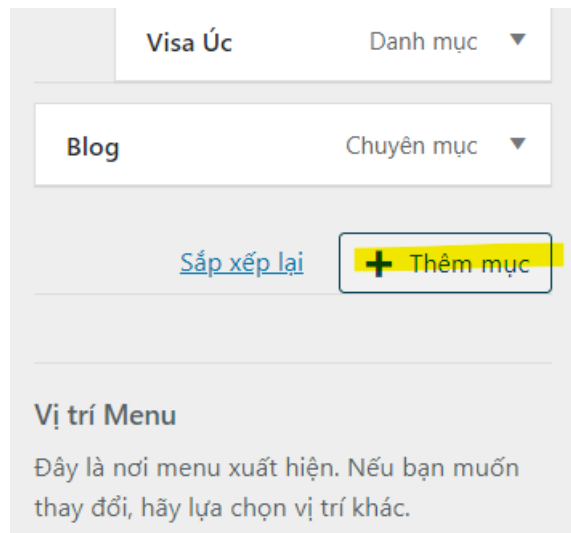 Visa Úc Danh mục ▼
Blog Chuyên mục ▼
Sắp xếp lại + Thêm mục
Vị trí Menu
Đây là nơi menu xuất hiện. Nếu bạn muốn
thay đổi, hãy lựa chọn vị trí khác.